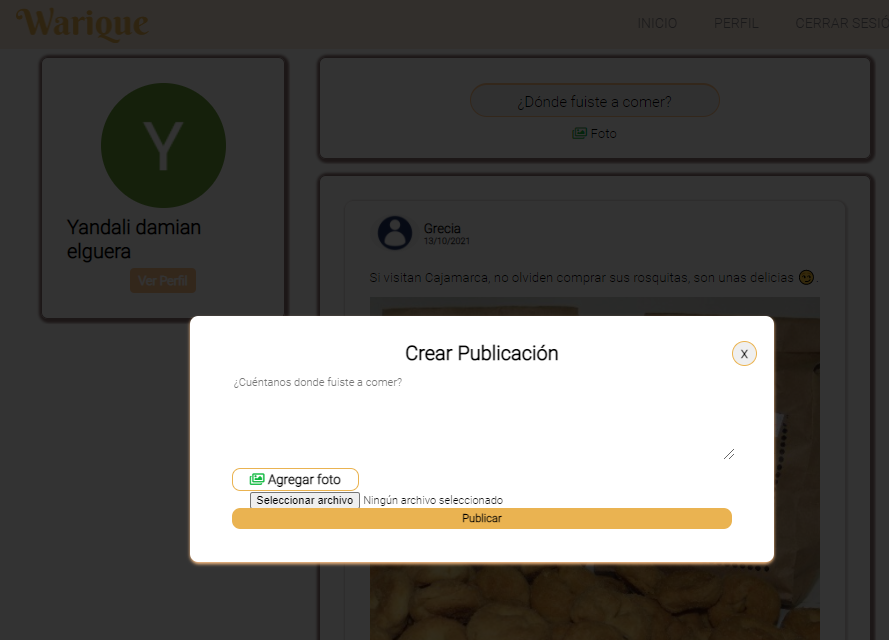 Warique
INICIO PERFIL CERRAR SESIÓ
Y
Yandali damian
elguera
Ver Perfil
¿Dónde fuiste a comer?
Foto
Grecia
13/10/2021
Si visitan Cajamarca, no olviden comprar sus rosquitas, son unas delicias 😋.
Crear Publicación
X
¿Cuéntanos donde fuiste a comer?
Agregar foto
Seleccionar archivo Ningún archivo seleccionado
Publicar